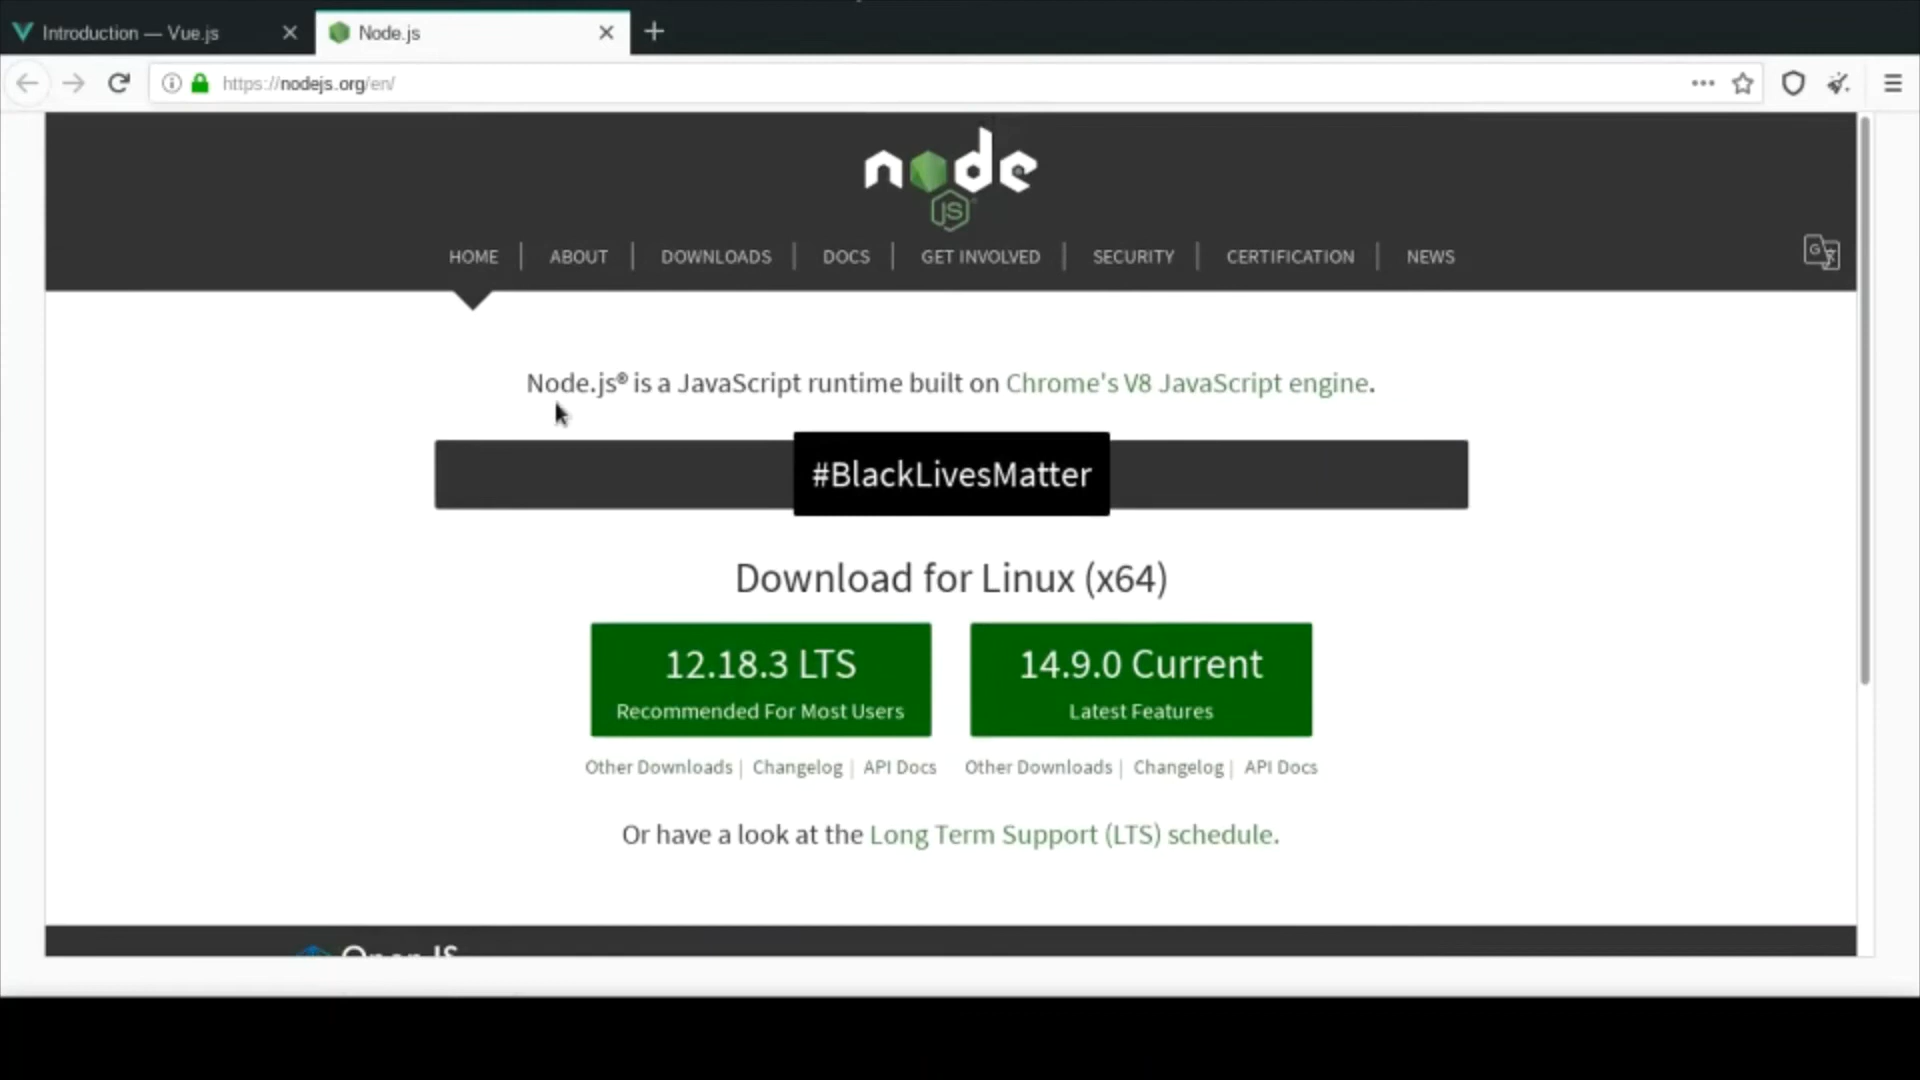 Introduction — Vue.js
Node.js
https://nodejs.org/en/
node
JS
HOME | ABOUT | DOWNLOADS | DOCS | GET INVOLVED | SECURITY | CERTIFICATION | NEWS
Node.js® is a JavaScript runtime built on Chrome's V8 JavaScript engine.
#BlackLivesMatter
Download for Linux (x64)
12.18.3 LTS
Recommended For Most Users
14.9.0 Current
Latest Features
Other Downloads | Changelog | API Docs
Other Downloads | Changelog | API Docs
Or have a look at the Long Term Support (LTS) schedule.
OpenJS